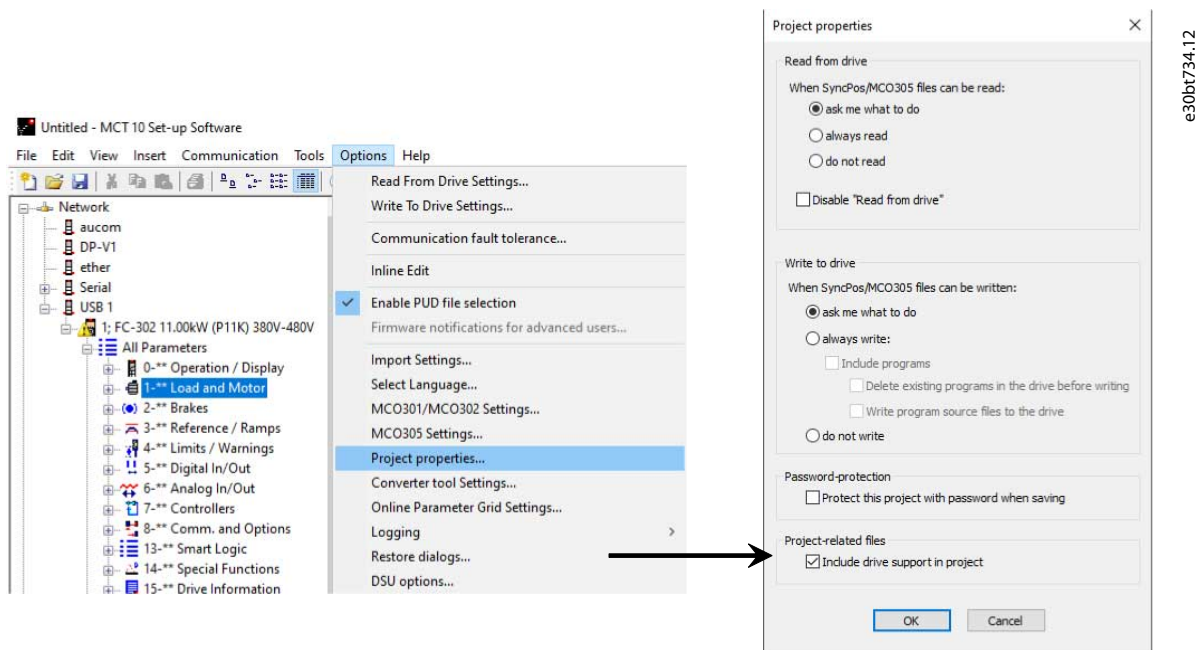 Untitled - MCT 10 Set-up Software
File Edit View Insert Communication Tools Options Help
Network
aucom
DP-V1
ether
Serial
USB 1
1; FC-302 11.00kW (P11K) 380V-480V
All Parameters
0-** Operation / Display
1-** Load and Motor
2-** Brakes
3-** Reference / Ramps
4-** Limits / Warnings
5-** Digital In/Out
6-** Analog In/Out
7-** Controllers
8-** Comm. and Options
13-** Smart Logic
14-** Special Functions
15-** Drive Information
Read From Drive Settings...
Write To Drive Settings...
Communication fault tolerance...
Inline Edit
Enable PUD file selection
Firmware notifications for advanced users...
Import Settings...
Select Language...
MCO301/MCO302 Settings...
MCO305 Settings...
Project properties...
Converter tool Settings...
Online Parameter Grid Settings...
Logging
Restore dialogs...
DSU options...
Project properties
Read from drive
When SyncPos/MCO305 files can be read:
ask me what to do
always read
do not read
Disable "Read from drive"
Write to drive
When SyncPos/MCO305 files can be written:
ask me what to do
always write:
Include programs
Delete existing programs in the drive before writing
Write program source files to the drive
do not write
Password-protection
Protect this project with password when saving
Project-related files
Include drive support in project
OK Cancel
e30bt734.12